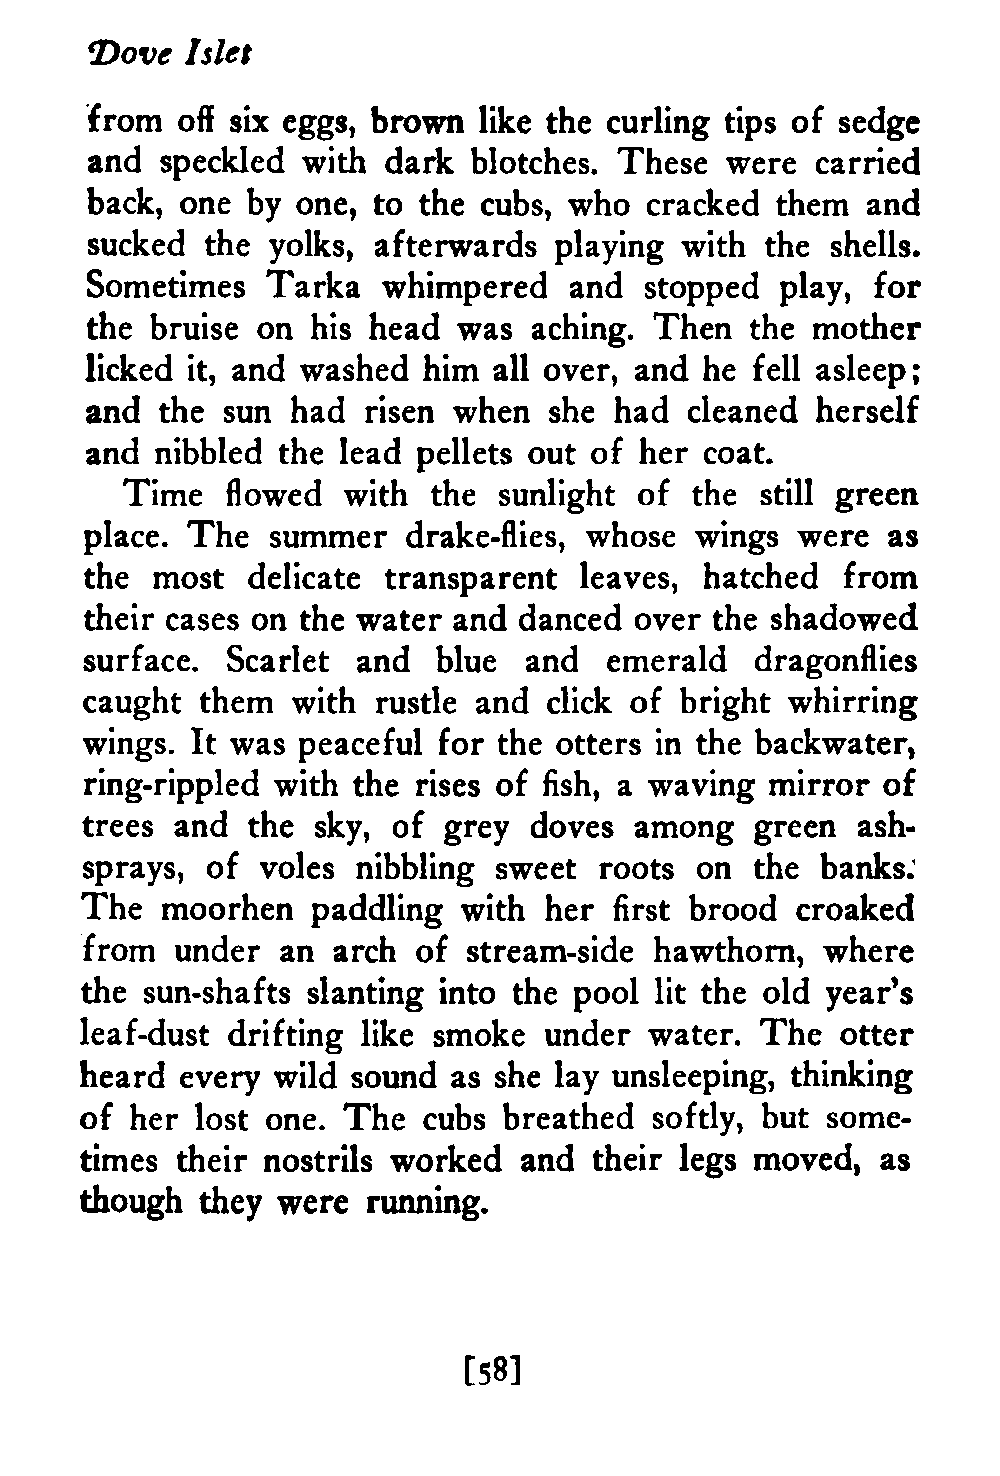 Dove Islet
from off six eggs, brown like the curling tips of sedge
and speckled with dark blotches. These were carried
back, one by one, to the cubs, who cracked them and
sucked the yolks, afterwards playing with the shells.
Sometimes Tarka whimpered and stopped play, for
the bruise on his head was aching. Then the mother
licked it, and washed him all over, and he fell asleep;
and the sun had risen when she had cleaned herself
and nibbled the lead pellets out of her coat.
Time flowed with the sunlight of the still green
place. The summer drake-flies, whose wings were as
the most delicate transparent leaves, hatched from
their cases on the water and danced over the shadowed
surface. Scarlet and blue and emerald dragonflies
caught them with rustle and click of bright whirring
wings. It was peaceful for the otters in the backwater,
ring-rippled with the rises of fish, a waving mirror of
trees and the sky, of grey doves among green ash-
sprays, of voles nibbling sweet roots on the banks.
The moorhen paddling with her first brood croaked
from under an arch of stream-side hawthorn, where
the sun-shafts slanting into the pool lit the old year's
leaf-dust drifting like smoke under water. The otter
heard every wild sound as she lay unsleeping, thinking
of her lost one. The cubs breathed softly, but some-
times their nostrils worked and their legs moved, as
though they were running.
[58]